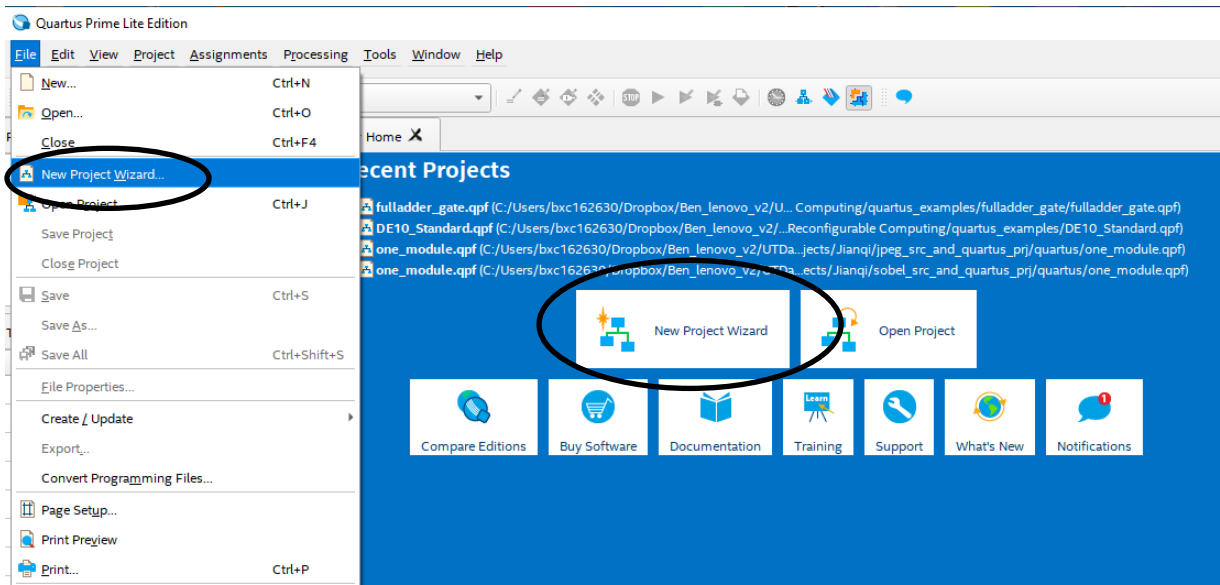 Quartus Prime Lite Edition
File Edit View Project Assignments Processing Tools Window Help
New... Ctrl+N
Open... Ctrl+O
Close Ctrl+F4
New Project Wizard...
Open Project... Ctrl+J
Save Project
Close Project
Save Ctrl+S
Save As...
Save All Ctrl+Shift+S
File Properties...
Create / Update
Export...
Convert Programming Files...
Page Setup...
Print Preview
Print... Ctrl+P
STOP
Home
ecent Projects
fulladder_gate.qpf (C:/Users/bxc162630/Dropbox/Ben_lenovo_v2/U... Computing/quartus_examples/fulladder_gate/fulladder_gate.qpf)
DE10_Standard.qpf (C:/Users/bxc162630/Dropbox/Ben_lenovo_v2/...Reconfigurable Computing/quartus_examples/DE10_Standard.qpf)
one_module.qpf (C:/Users/bxc162630/Dropbox/Ben_lenovo_v2/UTDa...jects/Jianqi/jpeg_src_and_quartus_prj/quartus/one_module.qpf)
one_module.qpf (C:/Users/bxc162630/Dropbox/Ben_lenovo_v2/UTDa...ects/Jianqi/sobel_src_and_quartus_prj/quartus/one_module.qpf)
New Project Wizard Open Project
Learn 1
Compare Editions Buy Software Documentation Training Support What's New Notifications